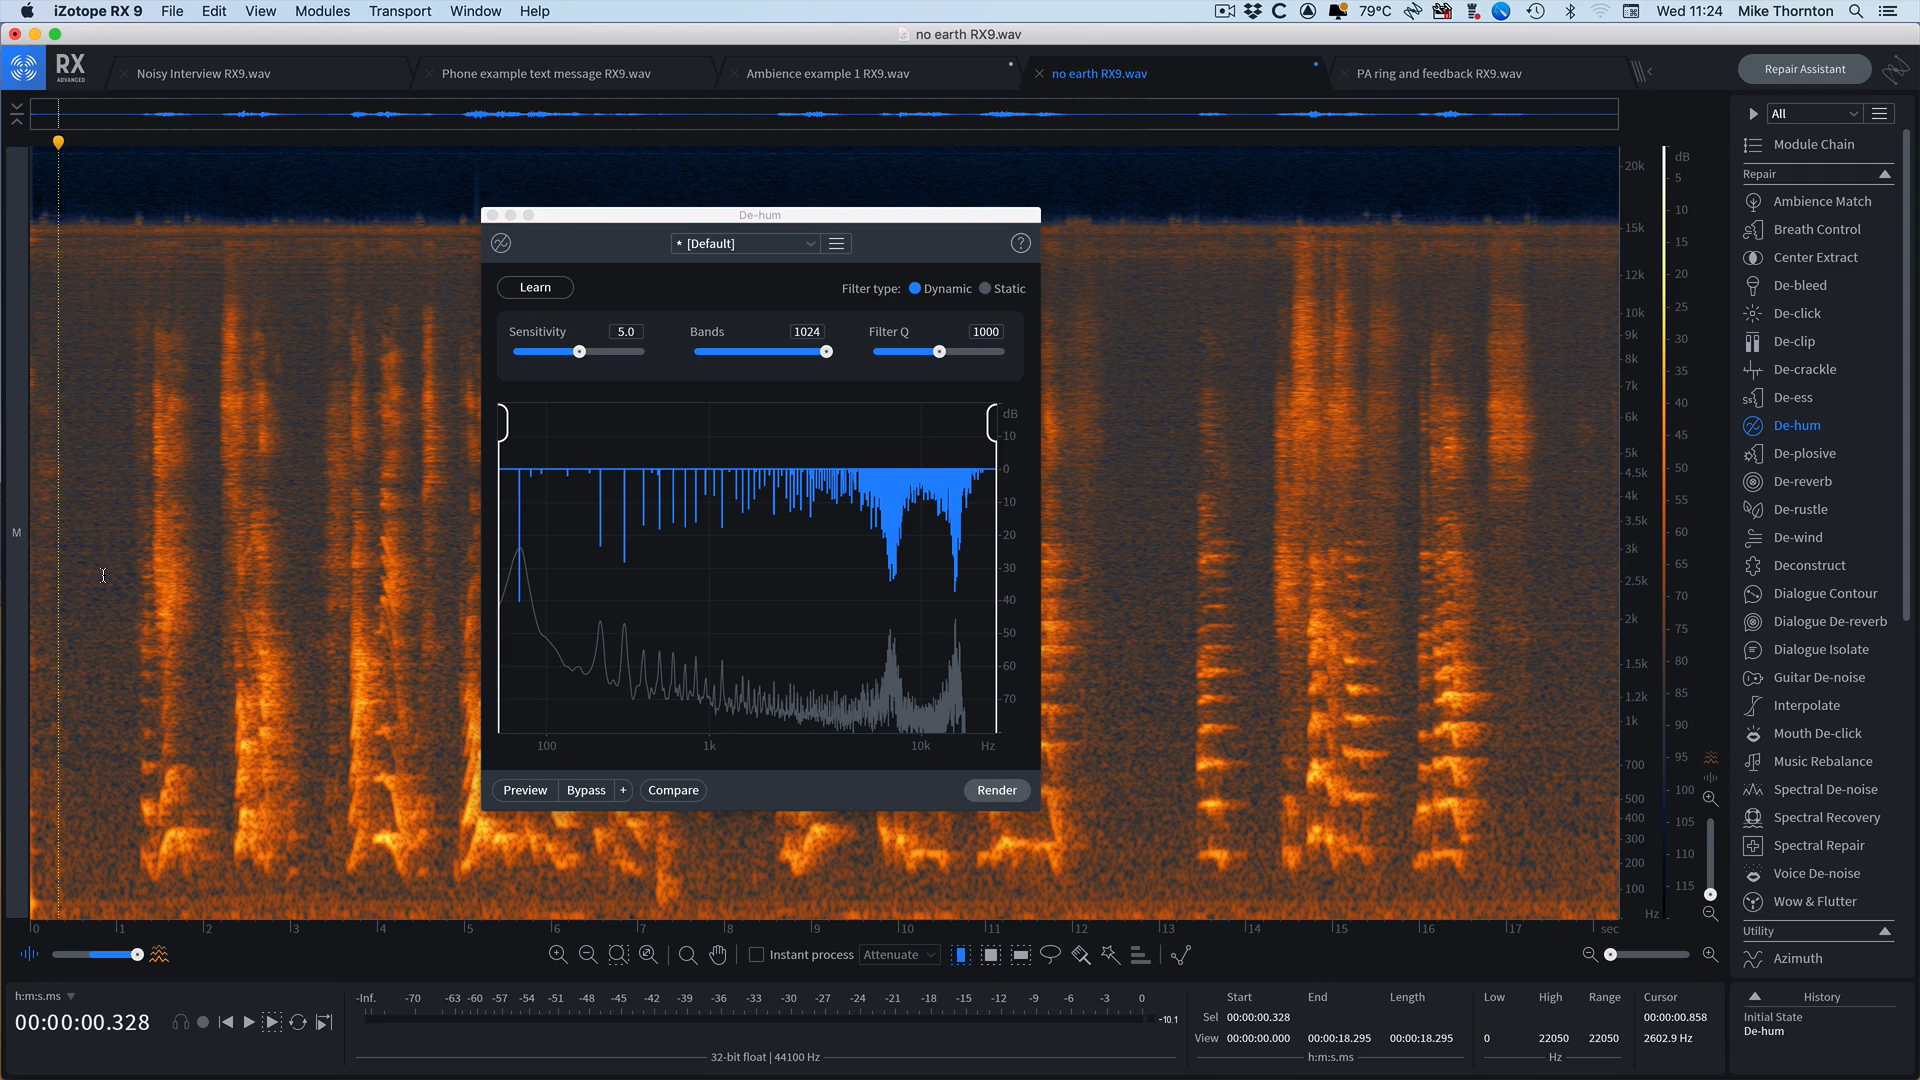 iZotope RX 9 File Edit View Modules Transport Window Help 79°C Wed 11:24 Mike Thornton
no earth RX9.wav
RX
ADVANCED
Noisy Interview RX9.wav
Phone example text message RX9.wav
Ambience example 1 RX9.wav
no earth RX9.wav
PA ring and feedback RX9.wav
Repair Assistant
De-hum
* [Default]
?
Learn
Filter type: Dynamic Static
Sensitivity 5.0 Bands 1024 Filter Q 1000
dB
-10
-0
-10
-20
-30
-40
-50
-60
-70
100 1k 10k Hz
Preview Bypass + Compare Render
M
-20k
-15k
-12k
-10k
-9k
-8k
-7k
-6k
-5k
-4.5k
-4k
-3.5k
-3k
-2.5k
-2k
-1.5k
-1.2k
-1k
-700
-500
-400
-300
-200
-100
Hz
dB
5
10
15
20
25
30
35
40
45
50
55
60
65
70
75
80
85
90
95
100
105
110
115
0 1 2 3 4 5 6 7 8 9 10 11 12 13 14 15 16 17 sec
All
Module Chain
Repair
Ambience Match
Breath Control
Center Extract
De-bleed
De-click
De-clip
De-crackle
De-ess
De-hum
De-plosive
De-reverb
De-rustle
De-wind
Deconstruct
Dialogue Contour
Dialogue De-reverb
Dialogue Isolate
Guitar De-noise
Interpolate
Mouth De-click
Music Rebalance
Spectral De-noise
Spectral Recovery
Spectral Repair
Voice De-noise
Wow & Flutter
Utility
Azimuth
Instant process Attenuate
h:m:s.ms
00:00:00.328
-Inf. -70 -63 -60 -57 -54 -51 -48 -45 -42 -39 -36 -33 -30 -27 -24 -21 -18 -15 -12 -9 -6 -3 0
-10.1
32-bit float | 44100 Hz
Start End Length Low High Range Cursor
Sel 00:00:00.328 00:00:00.858
View 00:00:00.000 00:00:18.295 00:00:18.295 0 22050 22050 2602.9 Hz
h:m:s.ms Hz
History
Initial State
De-hum